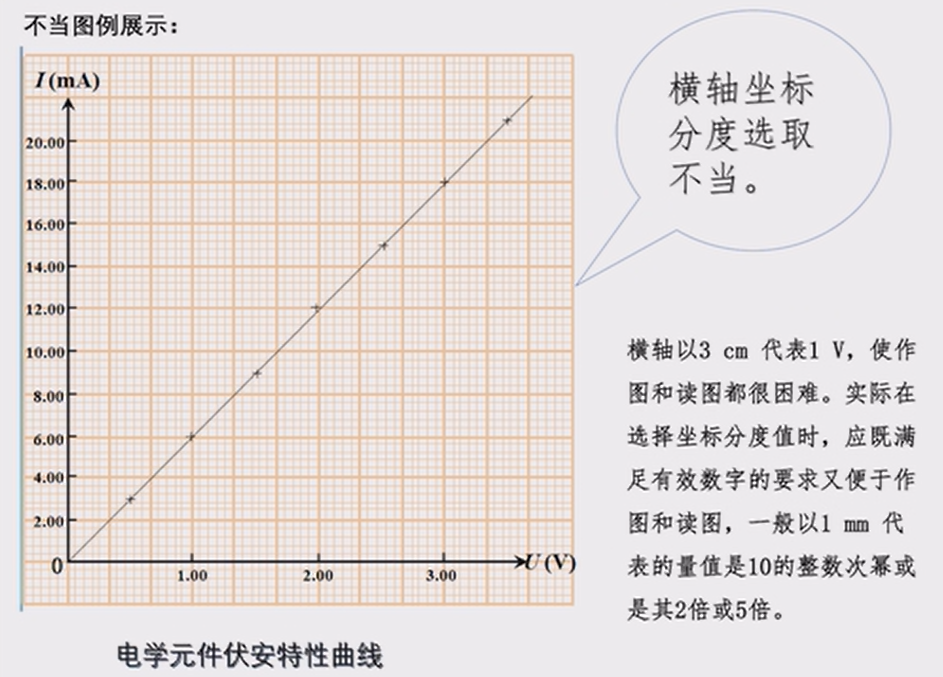 不当图例展示：
I (mA)
20.00
18.00
16.00
14.00
12.00
10.00
8.00
6.00
4.00
2.00
0
1.00
2.00
3.00
U (V)
电学元件伏安特性曲线
横轴坐标
分度选取
不当。
横轴以3 cm 代表1 V，使作
图和读图都很困难。实际在
选择坐标分度值时，应既满
足有效数字的要求又便于作
图和读图，一般以1 mm 代
表的量值是10的整数次幂或
是其2倍或5倍。